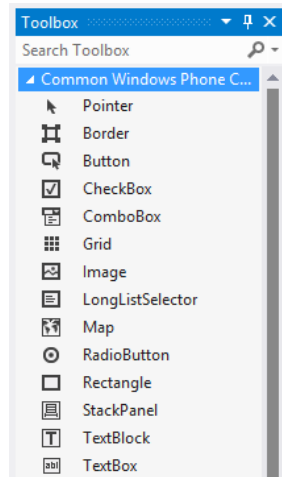 Toolbox
Search Toolbox
Common Windows Phone C...
Pointer
Border
Button
CheckBox
ComboBox
Grid
Image
LongListSelector
Map
RadioButton
Rectangle
StackPanel
TextBlock
TextBox